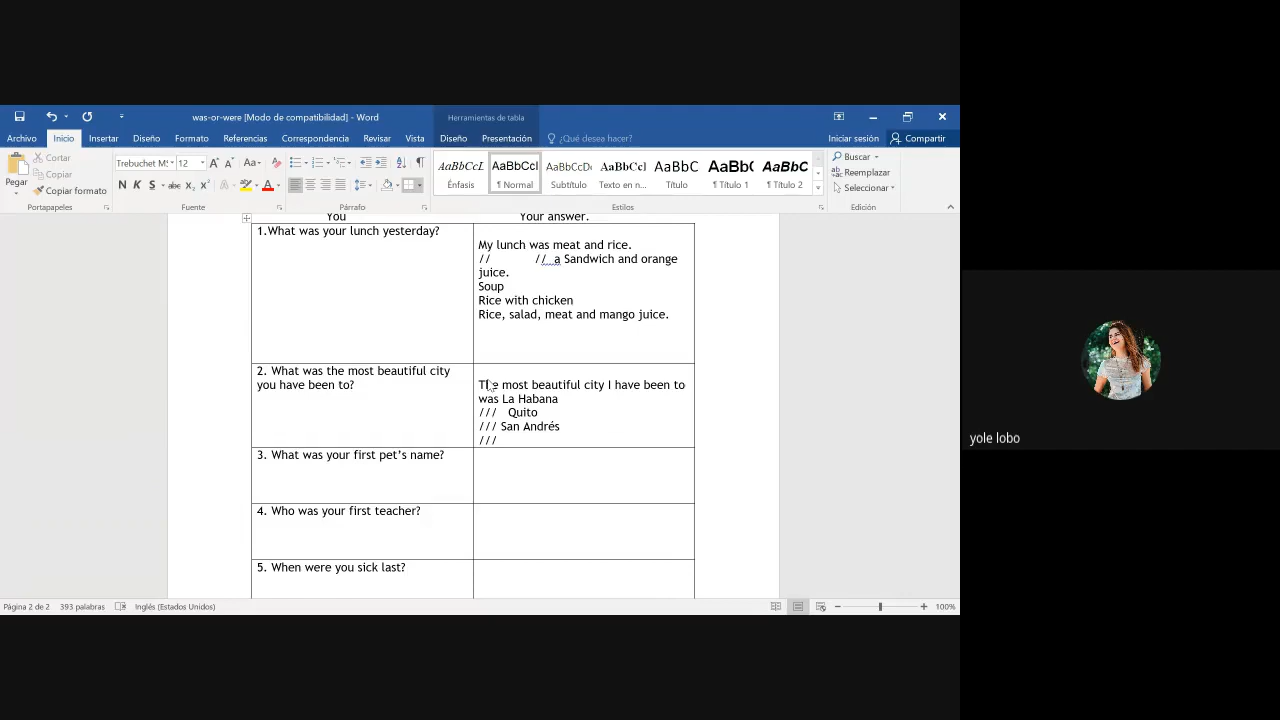 was-or-were [Modo de compatibilidad] - Word
Herramientas de tabla
Archivo Inicio Insertar Diseño Formato Referencias Correspondencia Revisar Vista Diseño Presentación ¿Qué desea hacer? Iniciar sesión Compartir
Pegar
Cortar
Copiar
Copiar formato
Portapapeles
Trebuchet MS 12 A A Aa
N K S abc x₂ x² A A
Fuente
Párrafo
AaBbCcL AaBbCcI AaBbCcDc AaBbCcI AaBbC AaBb( AaBbC
Énfasis ¶ Normal Subtítulo Texto en n... Título ¶ Título 1 ¶ Título 2
Estilos
Buscar
Reemplazar
Seleccionar
Edición
You Your answer.
1.What was your lunch yesterday?
My lunch was meat and rice.
// // a Sandwich and orange
juice.
Soup
Rice with chicken
Rice, salad, meat and mango juice.
2. What was the most beautiful city
you have been to?
The most beautiful city I have been to
was La Habana
/// Quito
/// San Andrés
///
3. What was your first pet's name?
4. Who was your first teacher?
5. When were you sick last?
Página 2 de 2 393 palabras Inglés (Estados Unidos) 100%
yole lobo